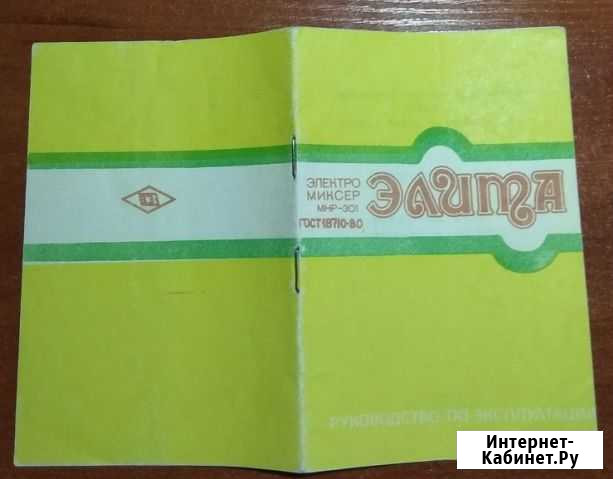 ЭЛЕКТРО
МИКСЕР
МНР-301
ГОСТ 18710-80
ЭЛИТА
РУКОВОДСТВО ПО ЭКСПЛУАТАЦИИ
Интернет-
Кабинет.Ру